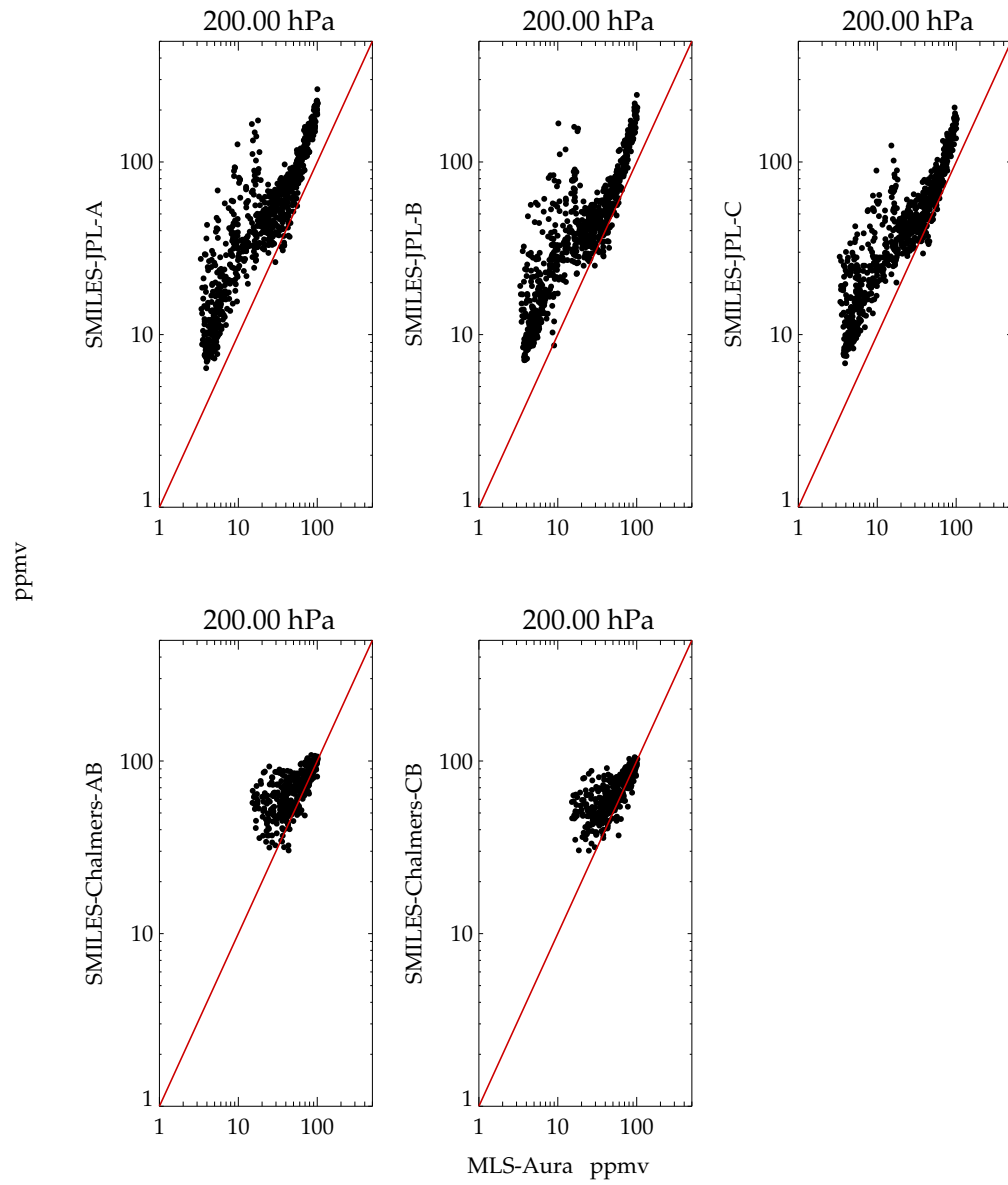 200.00 hPa
200.00 hPa
200.00 hPa
SMILES-JPL-A
100
10
1
1
10
100
SMILES-JPL-B
100
10
1
1
10
100
SMILES-JPL-C
100
10
1
1
10
100
ppmv
200.00 hPa
200.00 hPa
SMILES-Chalmers-AB
100
10
1
1
10
100
SMILES-Chalmers-CB
100
10
1
1
10
100
MLS-Aura ppmv